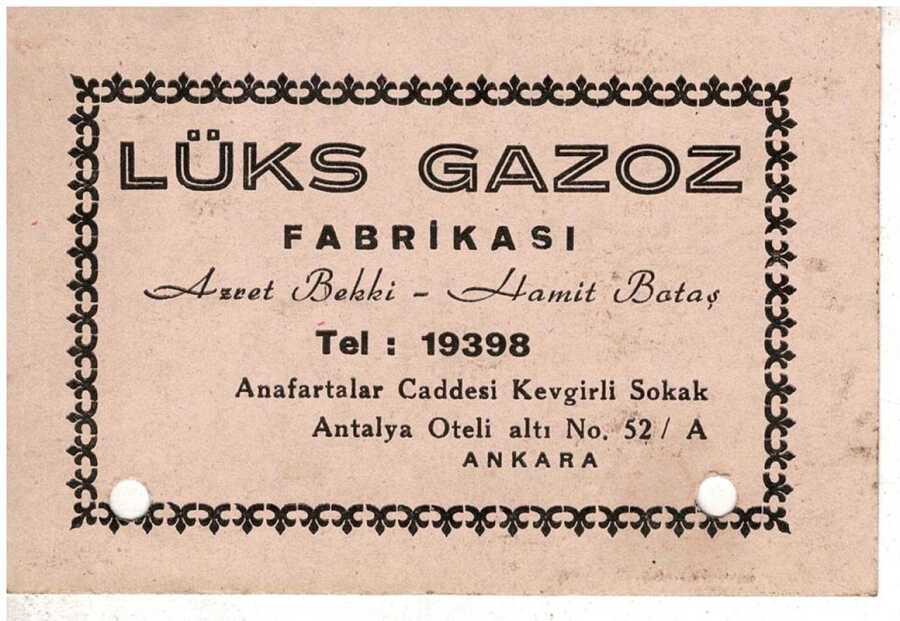 LÜKS GAZOZ
FABRİKASI
Azret Bekki - Hamit Bataş
Tel : 19398
Anafartalar Caddesi Kevgirli Sokak
Antalya Oteli altı No. 52 / A
ANKARA